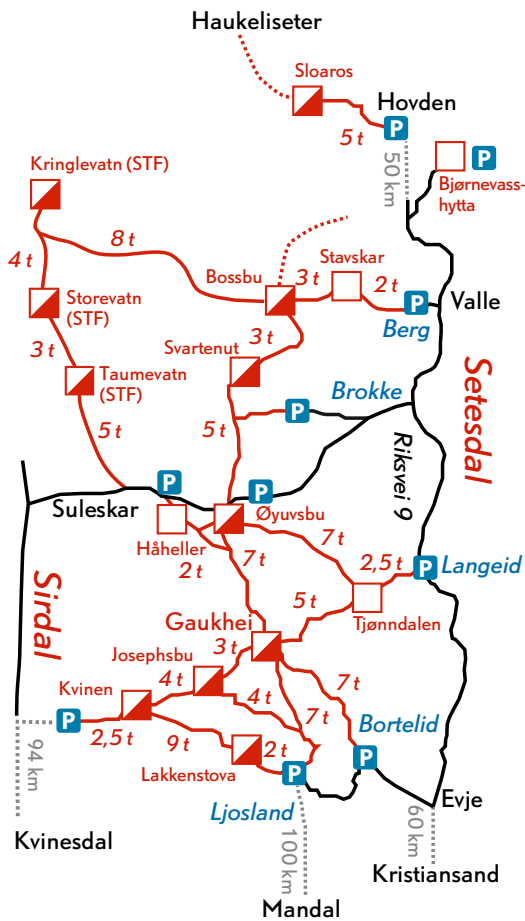 Haukeliseter
Sloaros
Hovden
P
5 t
50 km
P
Bjørnevass-
hytta
Kringlevatn (STF)
8 t
4 t
Stavskar
Bossbu
3 t
2 t
P
Valle
Storevatn
(STF)
Berg
3 t
Svartenut
3 t
Taumevatn
(STF)
Brokke
Setesdal
5 t
P
5 t
Riksvei 9
P
P
Suleskar
Øyuvsbu
Håheller
7 t
2 t
7 t
2,5 t
P
Langeid
Sirdal
5 t
Tjønndalen
Gaukhei
3 t
Josephsbu
4 t
7 t
Kvinen
4 t
7 t
P
2,5 t
9 t
Bortelid
94 km
2 t
P
Lakkenstova
P
Ljosland
Evje
60 km
100 km
Kvinesdal
Kristiansand
Mandal